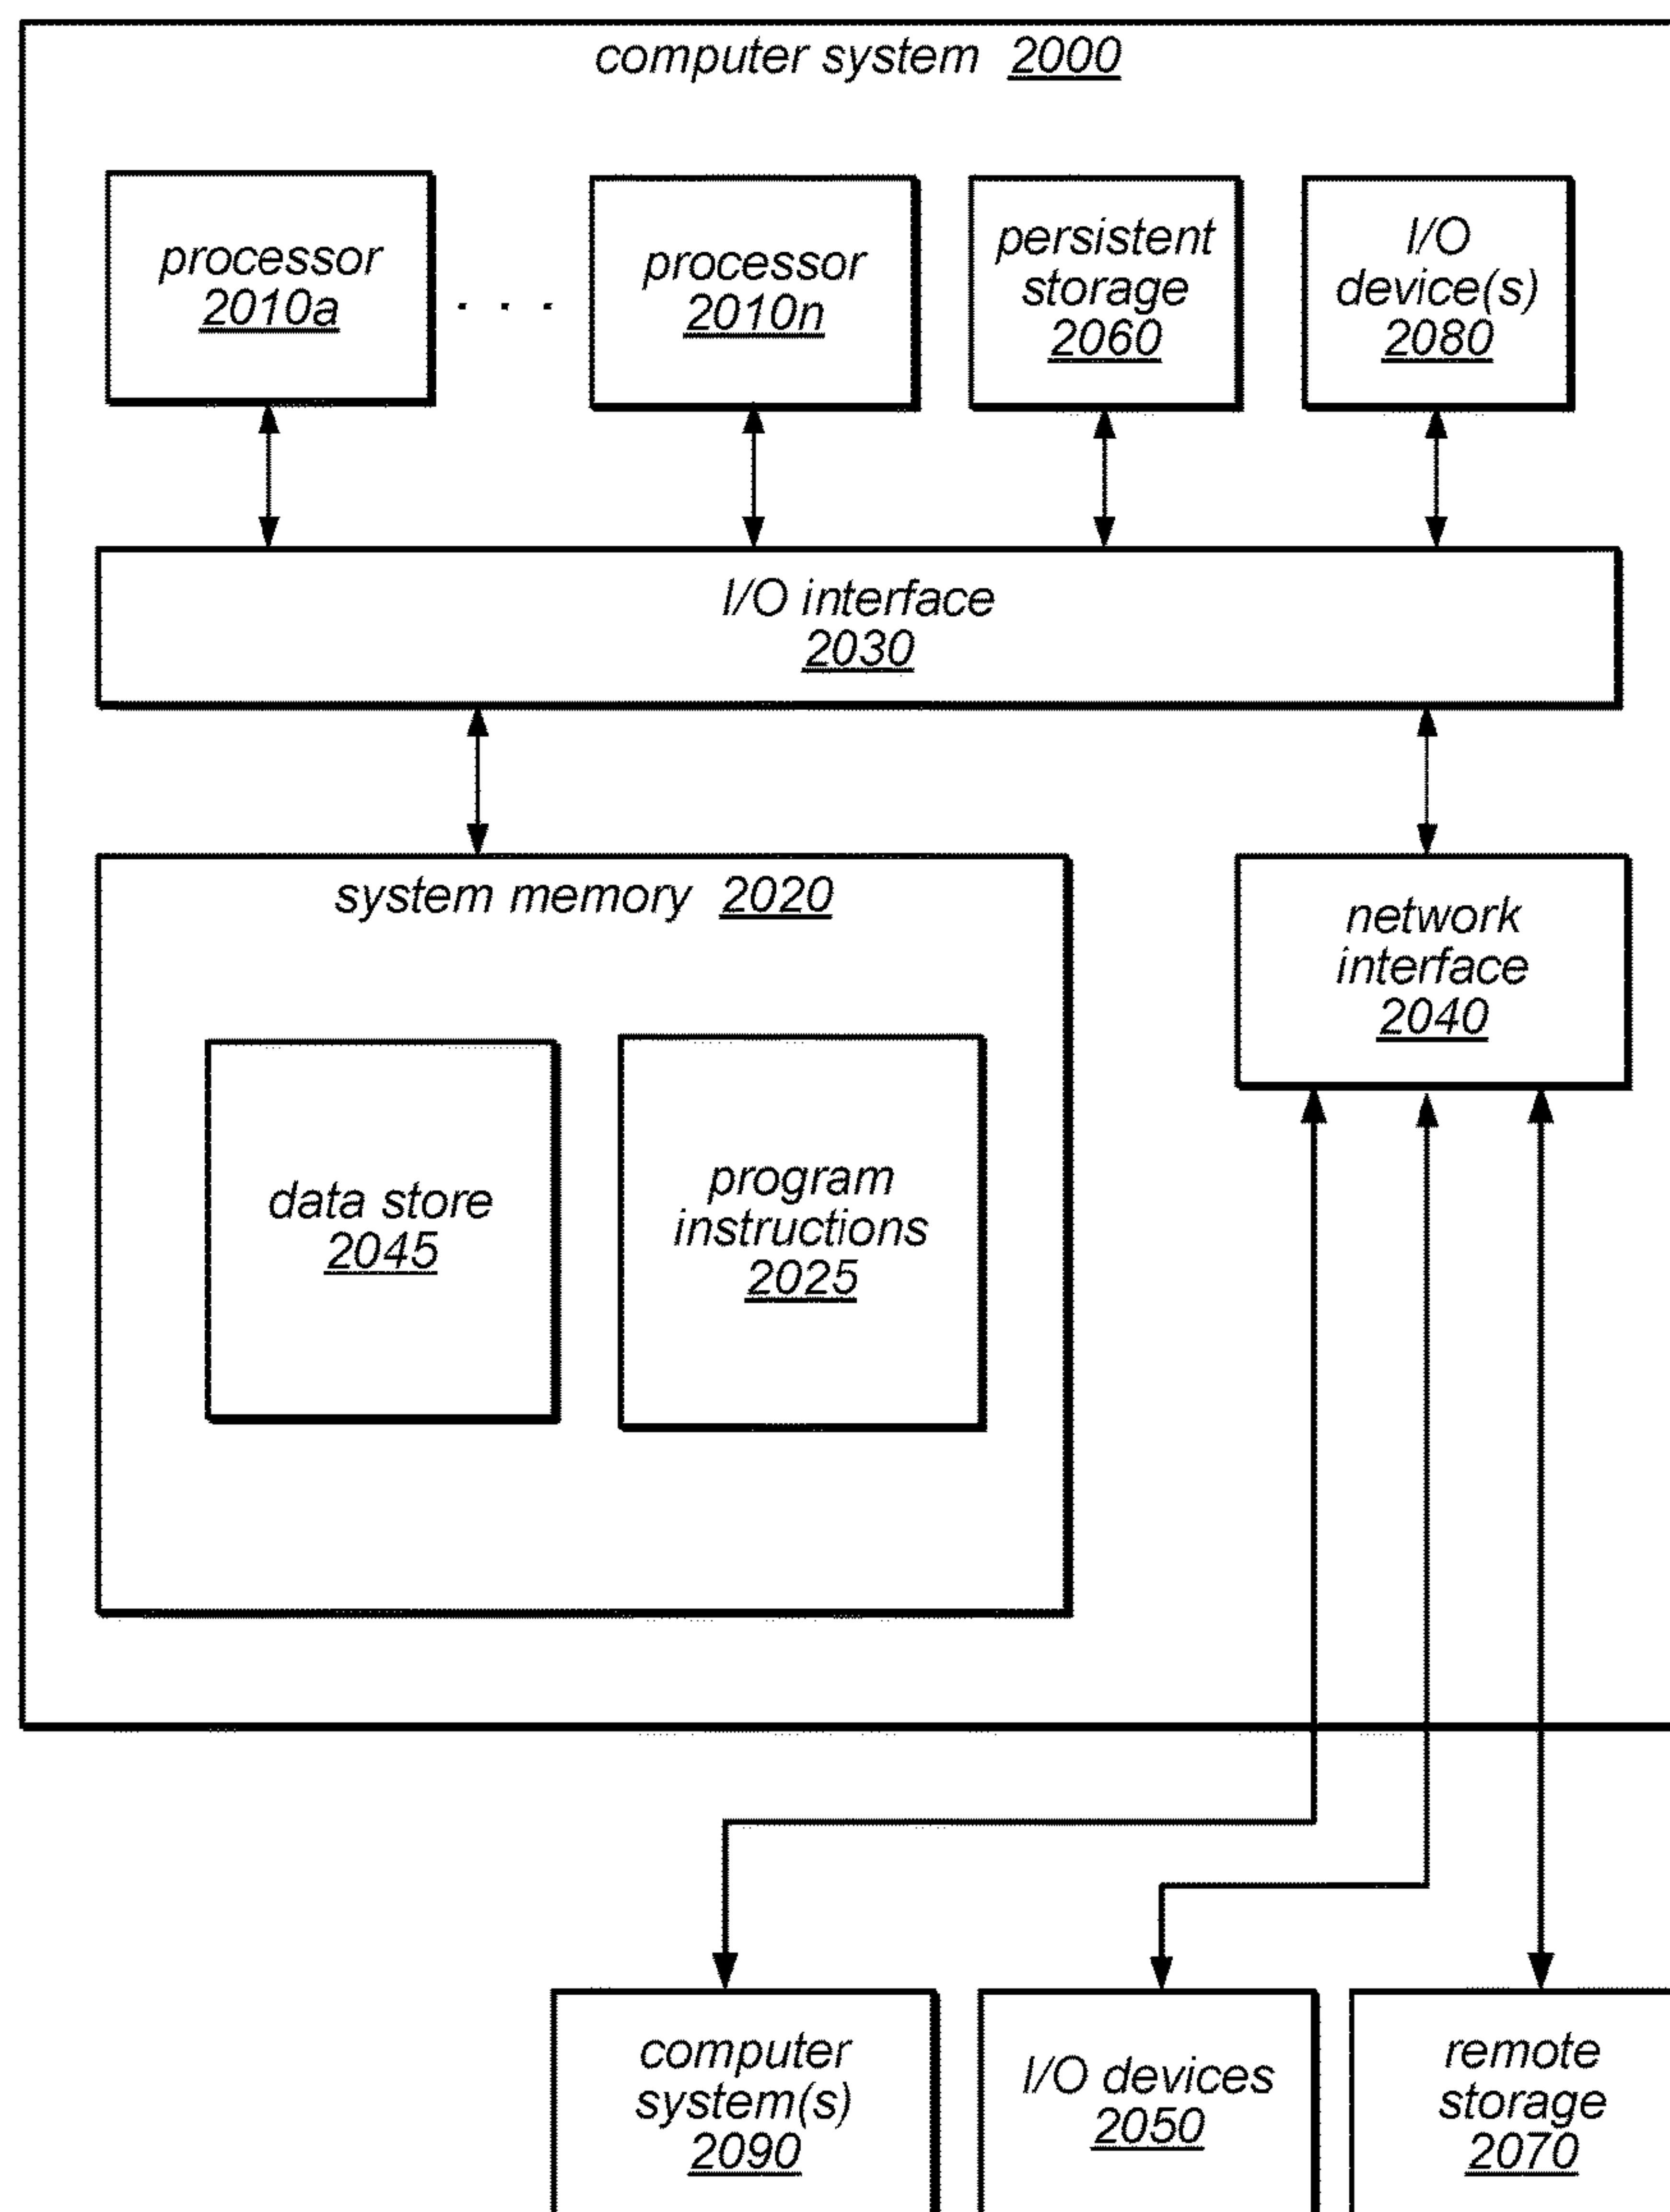 computer system 2000
processor
2010a
. . .
processor
2010n
persistent
storage
2060
I/O
device(s)
2080
I/O interface
2030
system memory 2020
network
interface
2040
data store
2045
program
instructions
2025
computer
system(s)
2090
I/O devices
2050
remote
storage
2070